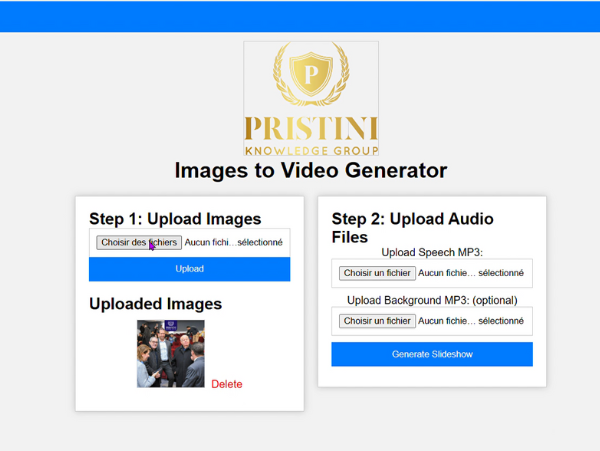 P
PRISTINI
KNOWLEDGE GROUP
Images to Video Generator
Step 1: Upload Images
Choisir des fichiers Aucun fichi...sélectionné
Upload
Uploaded Images
Delete
Step 2: Upload Audio
Files
Upload Speech MP3:
Choisir un fichier Aucun fichie... sélectionné
Upload Background MP3: (optional)
Choisir un fichier Aucun fichie... sélectionné
Generate Slideshow